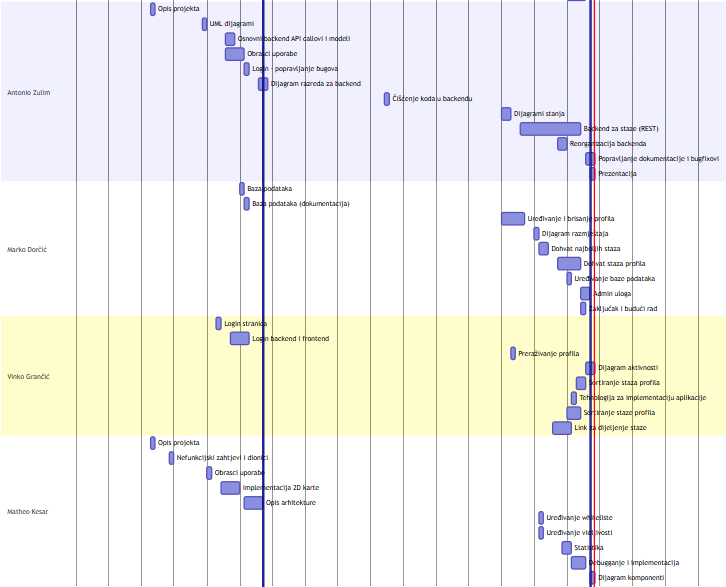 Opis projekta
UML dijagrami
Osnovni backend API callovi i modeli
Obrasci uporabe
Login - popravljanje bugova
Dijagram razreda za backend
Antonio Zulim
Čišćenje koda u backendu
Dijagrami stanja
Backend za staze (REST)
Reorganizacija backenda
Popravljanje dokumentacije i bugfixovi
Prezentacija
Baza podataka
Baza podataka (dokumentacija)
Uređivanje i brisanje profila
Dijagram razmještaja
Marko Dorčić
Dohvat najboljih staza
Dohvat staza profila
Uređivanje baze podataka
Admin uloga
Zaključak i budući rad
Login stranica
Login backend i frontend
Preraživanje profila
Dijagram aktivnosti
Vinko Grančić
Sortiranje staza profila
Tehnologija za implementaciju aplikacije
Sortiranje staze profila
Link za dijeljenje staze
Opis projekta
Nefunkcijski zahtjevi i dionici
Obrasci uporabe
Implementacija 2D karte
Opis arhitekture
Matheo Kesar
Uređivanje whiteliste
Uređivanje vidljivosti
Statistika
Debugganje i implementacija
Dijagram komponenti